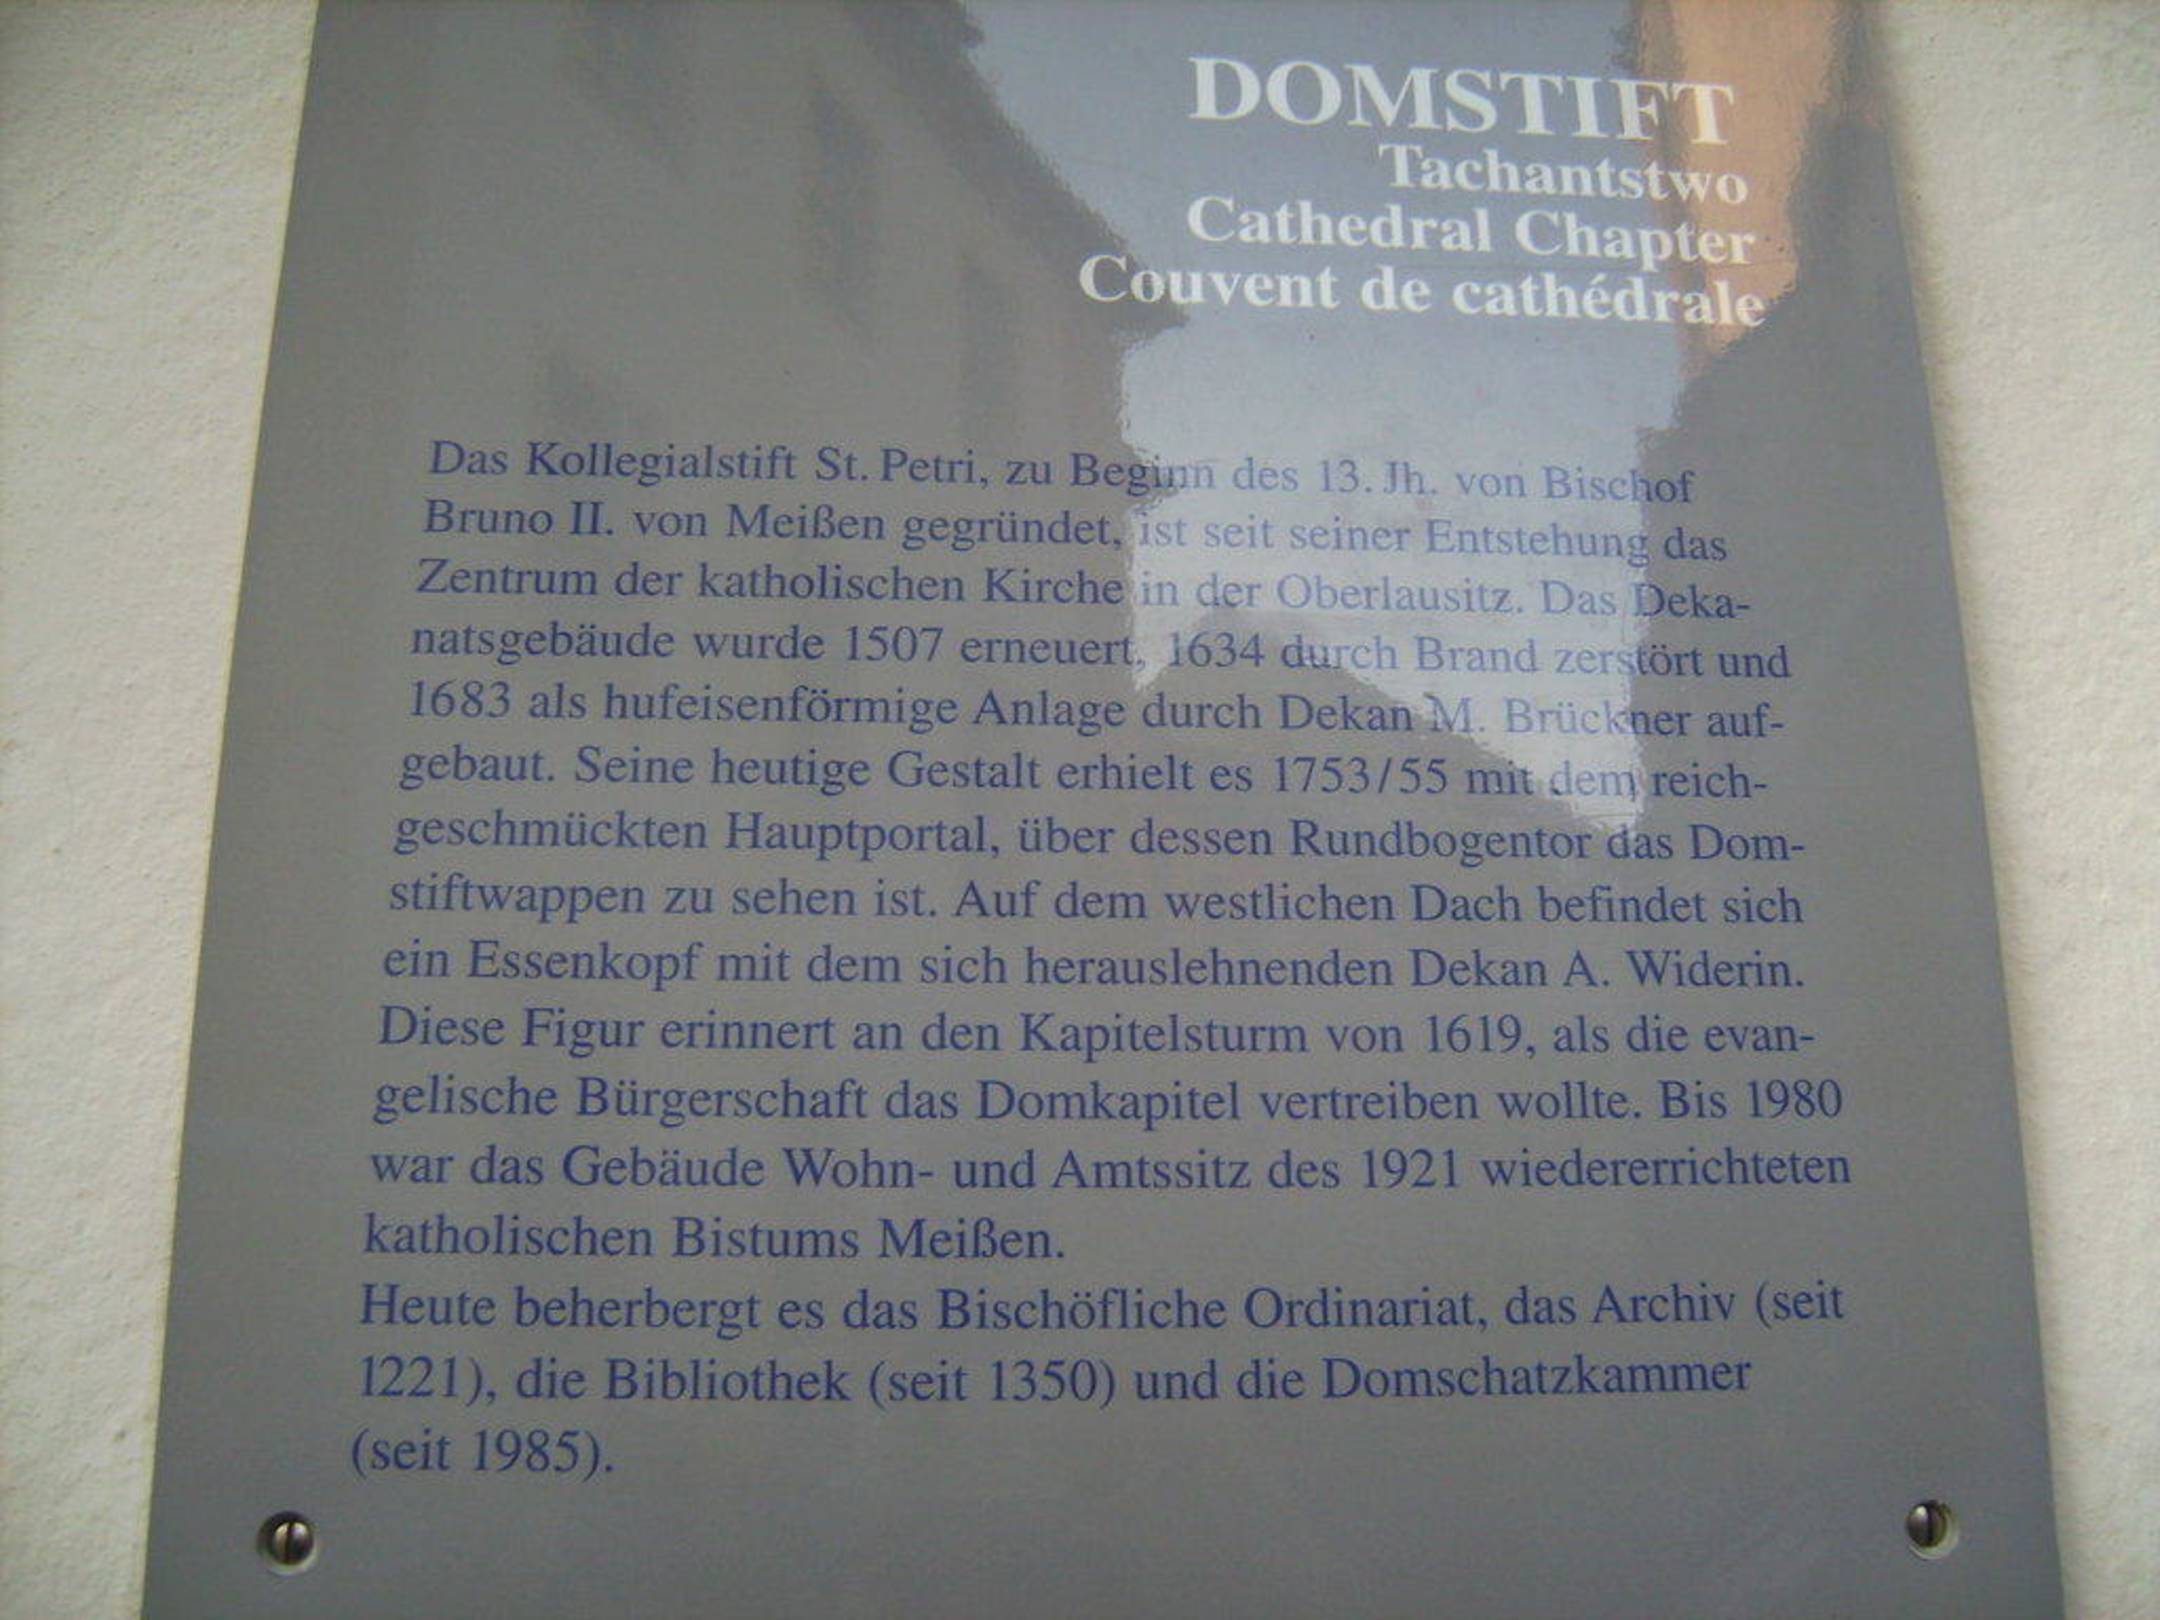 DOMSTIFT
Tachantstwo
Cathedral Chapter
Couvent de cathédrale
Das Kollegialstift St. Petri, zu Beginn des 13. Jh. von Bischof
Bruno II. von Meißen gegründet, ist seit seiner Entstehung das
Zentrum der katholischen Kirche in der Oberlausitz. Das Deka-
natsgebäude wurde 1507 erneuert, 1634 durch Brand zerstört und
1683 als hufeisenförmige Anlage durch Dekan M. Brückner auf-
gebaut. Seine heutige Gestalt erhielt es 1753/55 mit dem reich-
geschmückten Hauptportal, über dessen Rundbogentor das Dom-
stiftwappen zu sehen ist. Auf dem westlichen Dach befindet sich
ein Essenkopf mit dem sich herauslehnenden Dekan A. Widerin.
Diese Figur erinnert an den Kapitelsturm von 1619, als die evan-
gelische Bürgerschaft das Domkapitel vertreiben wollte. Bis 1980
war das Gebäude Wohn- und Amtssitz des 1921 wiedererrichteten
katholischen Bistums Meißen.
Heute beherbergt es das Bischöfliche Ordinariat, das Archiv (seit
1221), die Bibliothek (seit 1350) und die Domschatzkammer
(seit 1985).